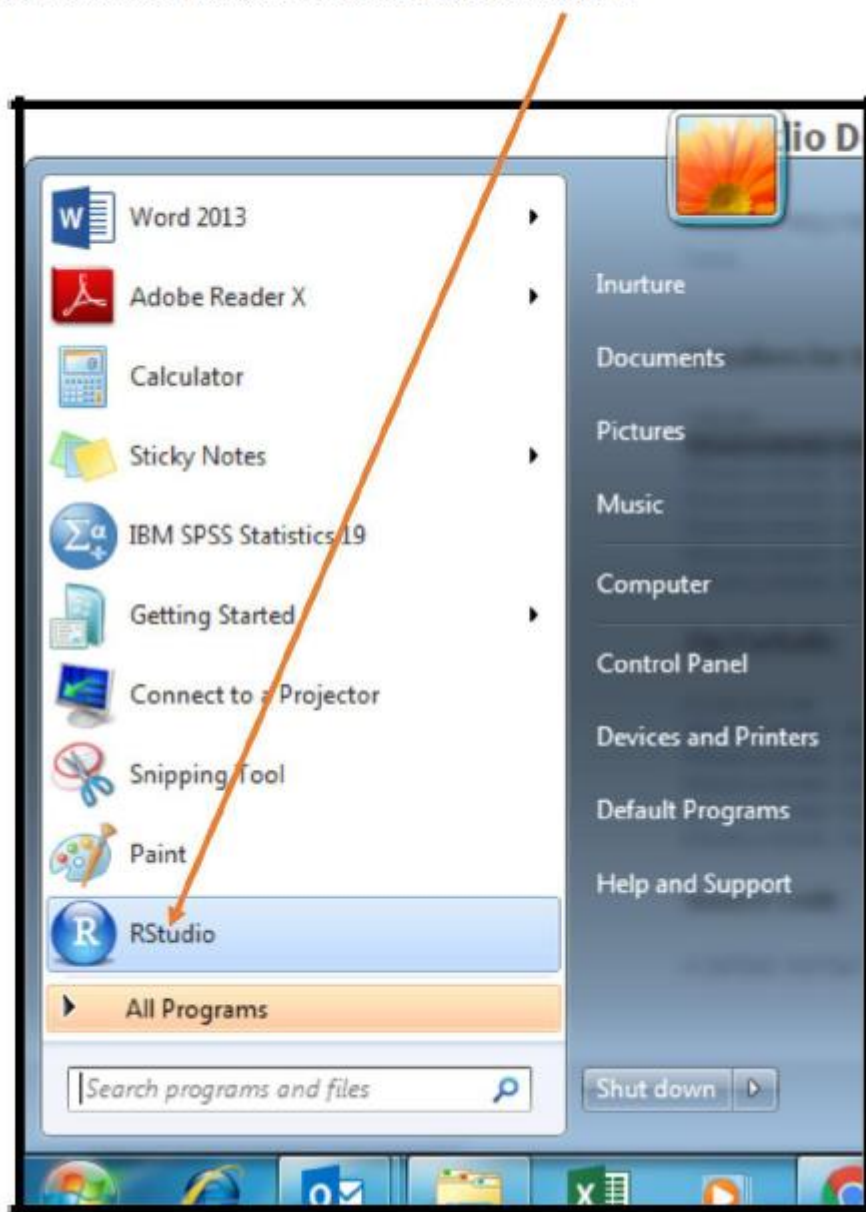 dio D
Word 2013
Adobe Reader X
Calculator
Sticky Notes
IBM SPSS Statistics 19
Getting Started
Connect to a Projector
Snipping Tool
Paint
RStudio
All Programs
Search programs and files
Inurture
Documents
Pictures
Music
Computer
Control Panel
Devices and Printers
Default Programs
Help and Support
Shut down